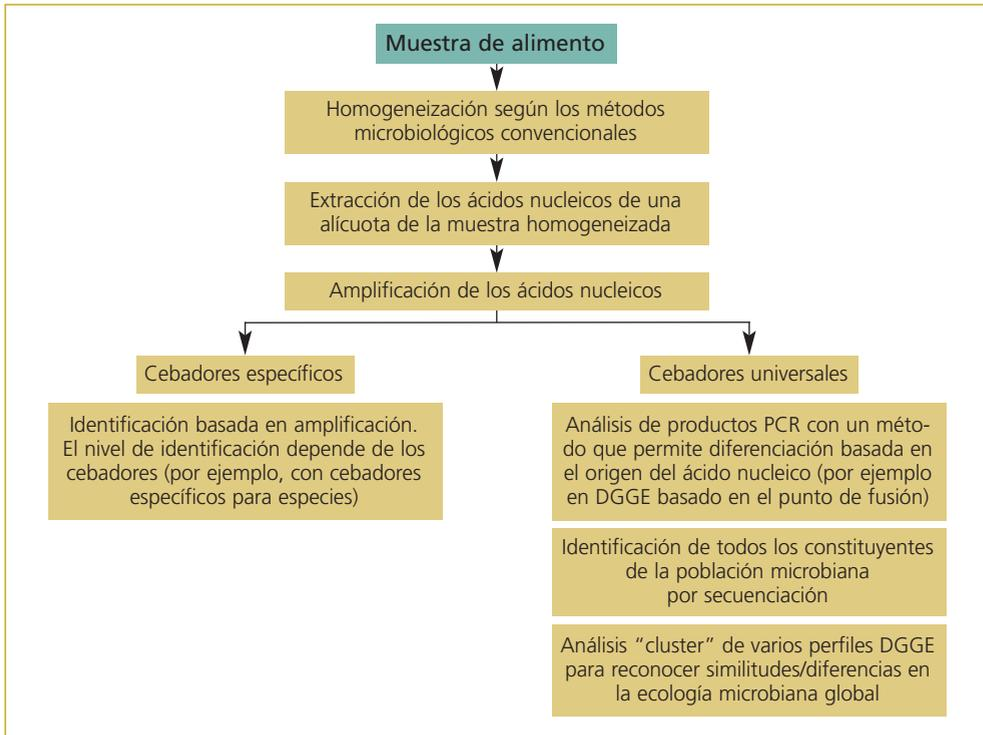 Muestra de alimento
Homogeneización según los métodos
microbiológicos convencionales
Extracción de los ácidos nucleicos de una
alícuota de la muestra homogeneizada
Amplificación de los ácidos nucleicos
Cebadores específicos
Identificación basada en amplificación.
El nivel de identificación depende de los
cebadores (por ejemplo, con cebadores
específicos para especies)
Cebadores universales
Análisis de productos PCR con un méto-
do que permite diferenciación basada en
el origen del ácido nucleico (por ejemplo
en DGGE basado en el punto de fusión)
Identificación de todos los constituyentes
de la población microbiana
por secuenciación
Análisis “cluster” de varios perfiles DGGE
para reconocer similitudes/diferencias en
la ecología microbiana global